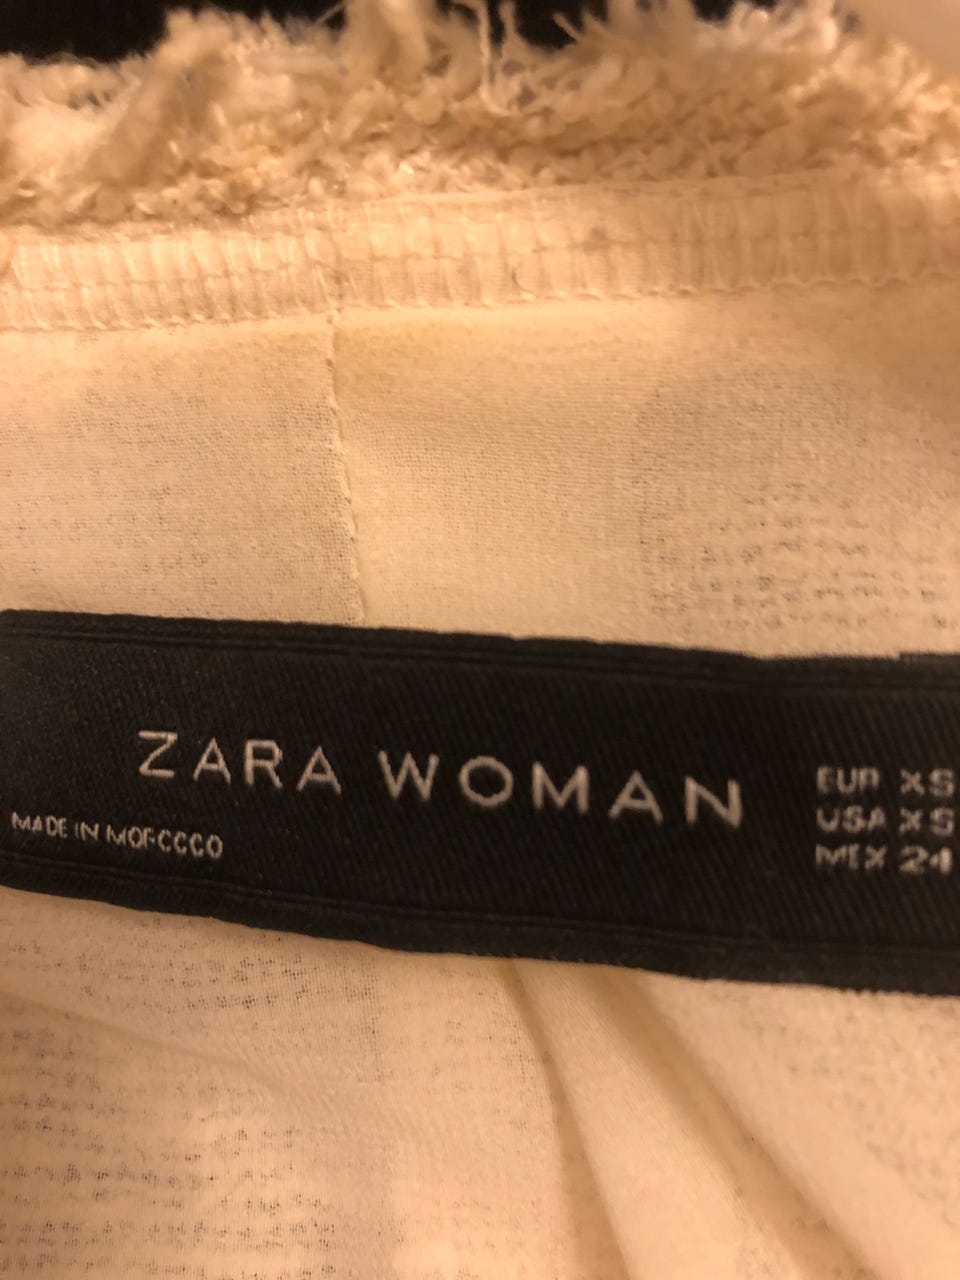 ZARA WOMAN
MADE IN MOROCCO
EUR XS
USA XS
MEX 24